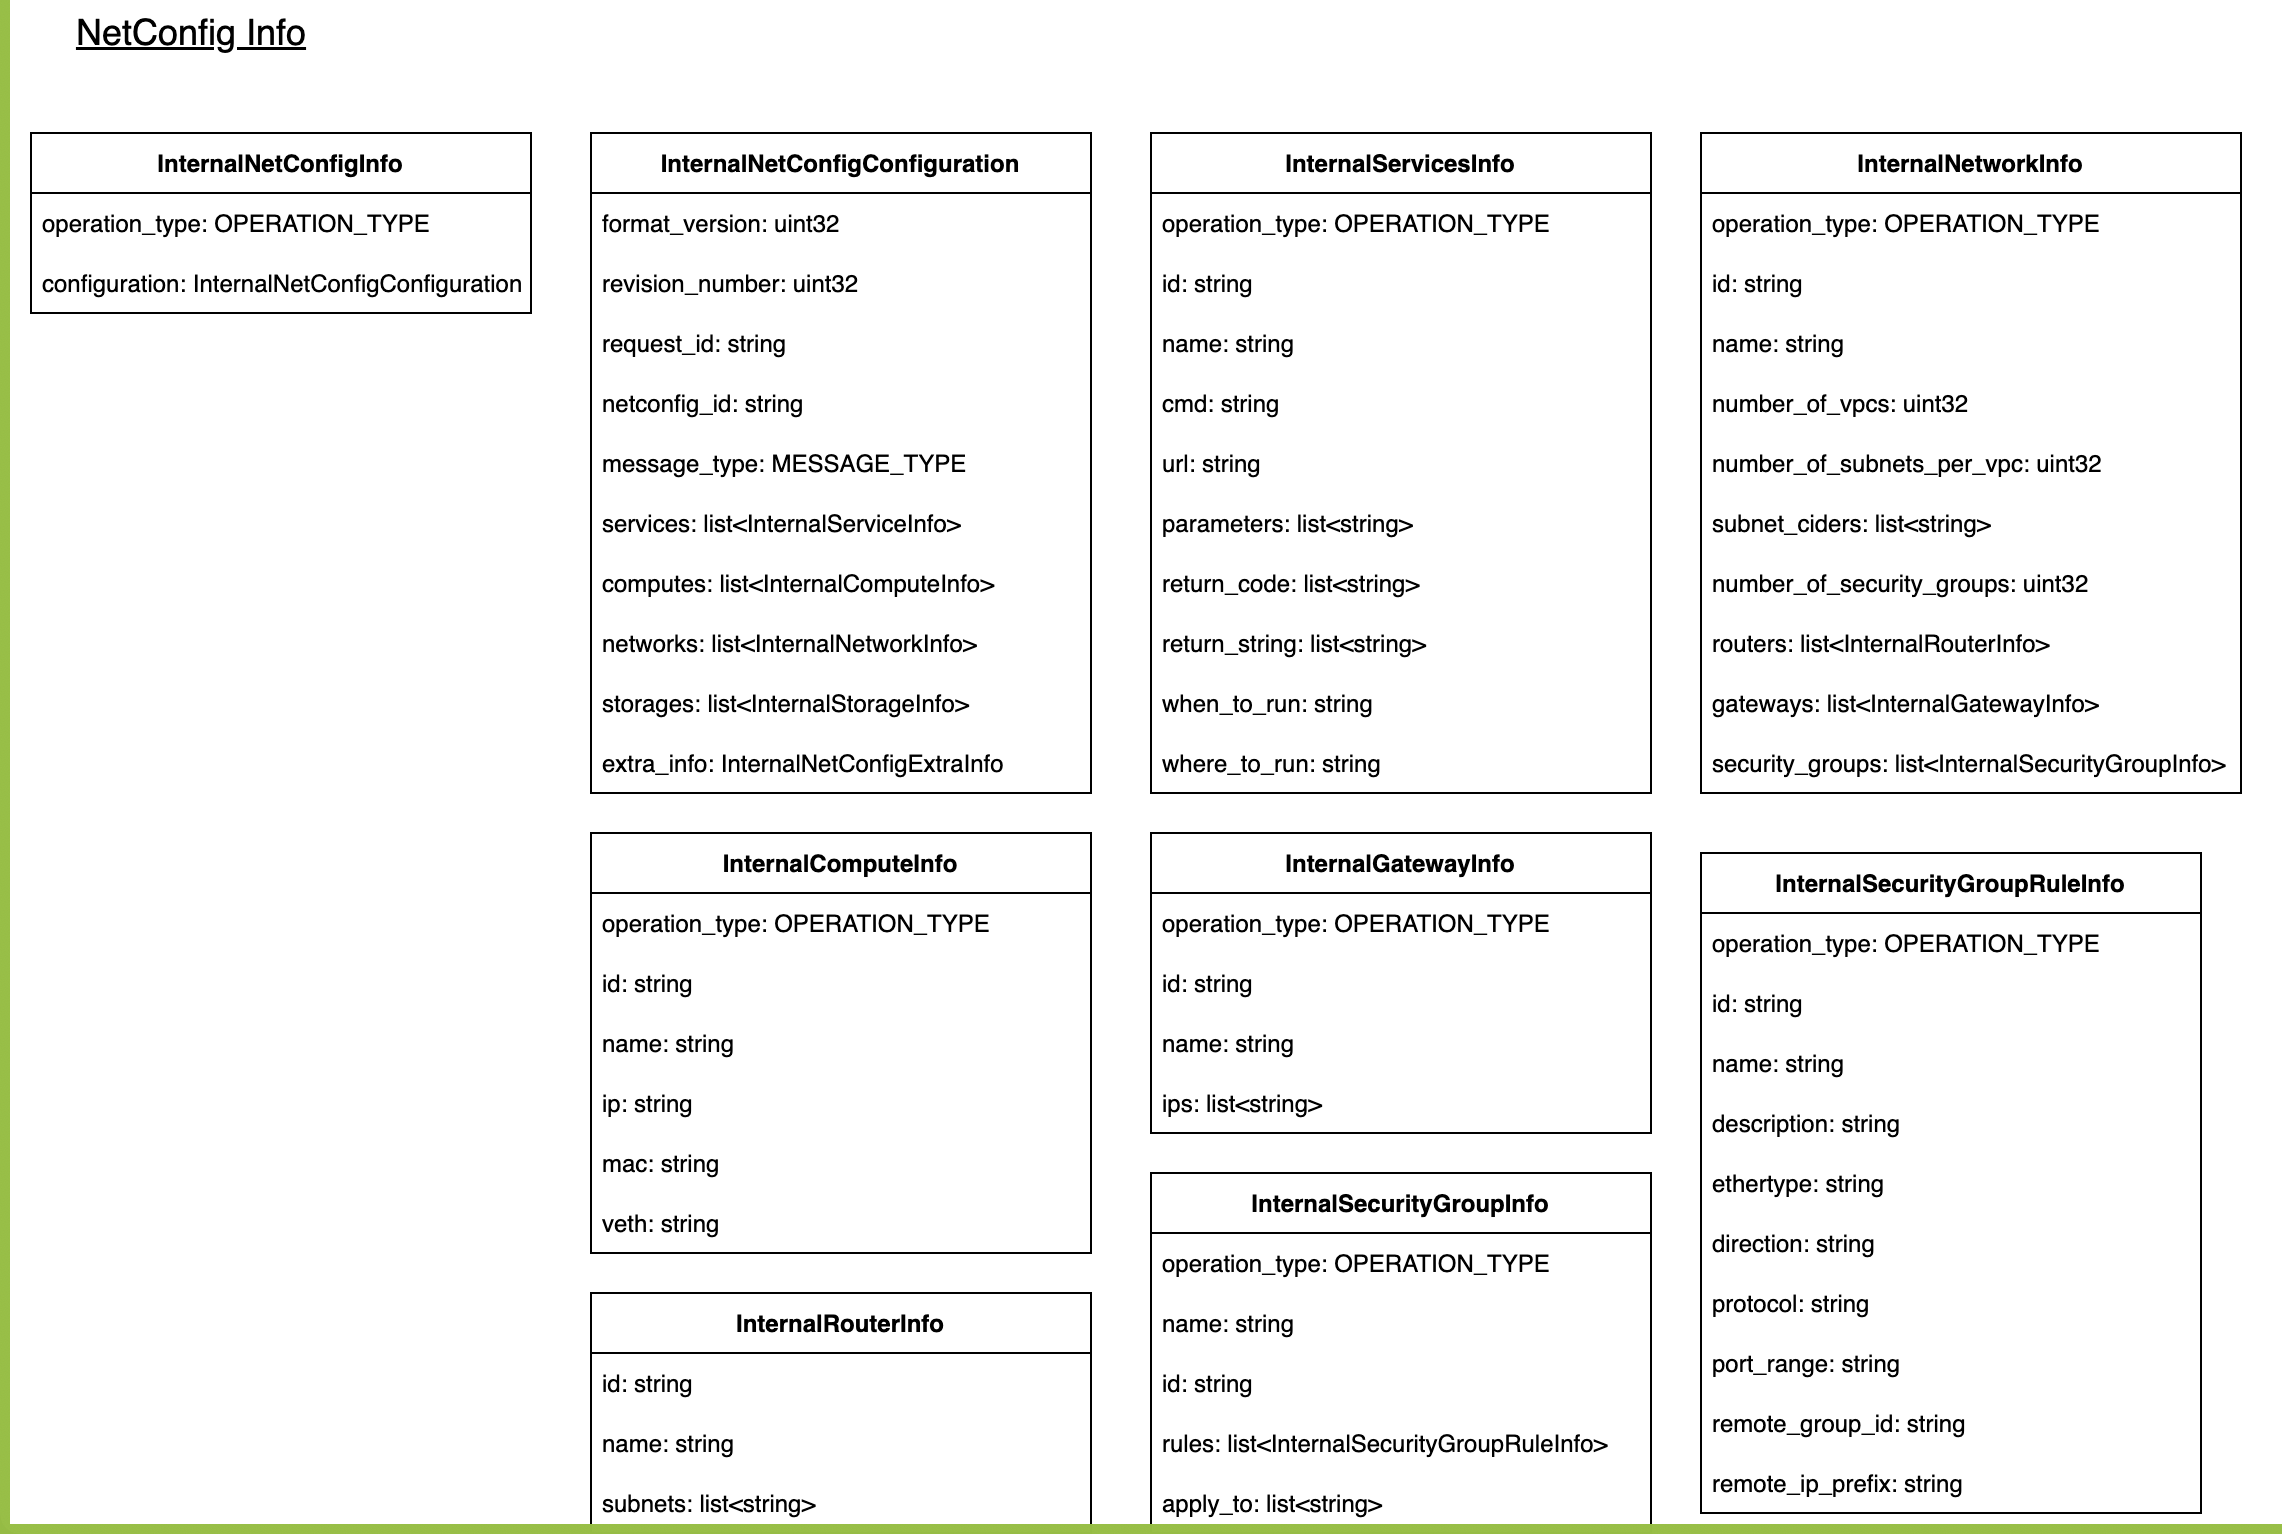 NetConfig Info
InternalNetConfigInfo
operation_type: OPERATION_TYPE
configuration: InternalNetConfigConfiguration
InternalNetConfigConfiguration
format_version: uint32
revision_number: uint32
request_id: string
netconfig_id: string
message_type: MESSAGE_TYPE
services: list<InternalServiceInfo>
computes: list<InternalComputeInfo>
networks: list<InternalNetworkInfo>
storages: list<InternalStorageInfo>
extra_info: InternalNetConfigExtraInfo
InternalServicesInfo
operation_type: OPERATION_TYPE
id: string
name: string
cmd: string
url: string
parameters: list<string>
return_code: list<string>
return_string: list<string>
when_to_run: string
where_to_run: string
InternalNetworkInfo
operation_type: OPERATION_TYPE
id: string
name: string
number_of_vpcs: uint32
number_of_subnets_per_vpc: uint32
subnet_ciders: list<string>
number_of_security_groups: uint32
routers: list<InternalRouterInfo>
gateways: list<InternalGatewayInfo>
security_groups: list<InternalSecurityGroupInfo>
InternalComputeInfo
operation_type: OPERATION_TYPE
id: string
name: string
ip: string
mac: string
veth: string
InternalRouterInfo
id: string
name: string
subnets: list<string>
InternalGatewayInfo
operation_type: OPERATION_TYPE
id: string
name: string
ips: list<string>
InternalSecurityGroupInfo
operation_type: OPERATION_TYPE
name: string
id: string
rules: list<InternalSecurityGroupRuleInfo>
apply_to: list<string>
InternalSecurityGroupRuleInfo
operation_type: OPERATION_TYPE
id: string
name: string
description: string
ethertype: string
direction: string
protocol: string
port_range: string
remote_group_id: string
remote_ip_prefix: string